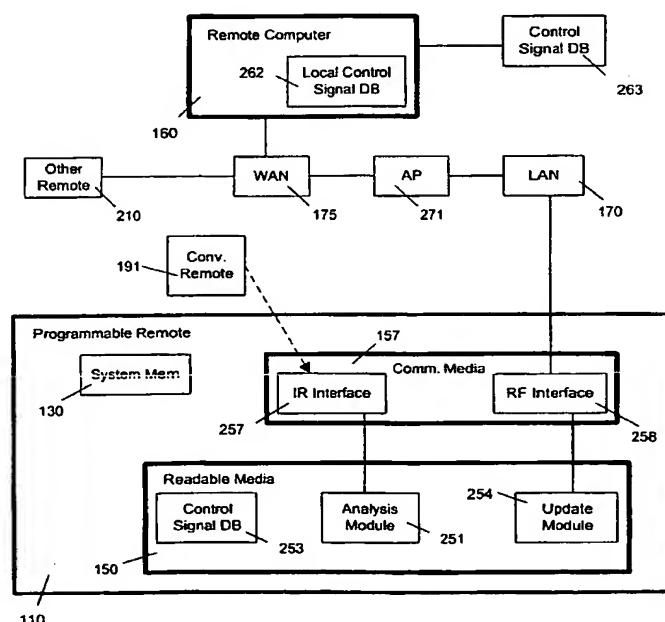 Remote Computer
262
Local Control
Signal DB
160
Control
Signal DB
263
Other
Remote
210
WAN
175
AP
271
LAN
170
191
Conv.
Remote
Programmable Remote
157
Comm. Media
System Mem
130
IR Interface
257
RF Interface
258
Readable Media
Control
Signal DB
253
Analysis
Module
251
254
Update
Module
150
110